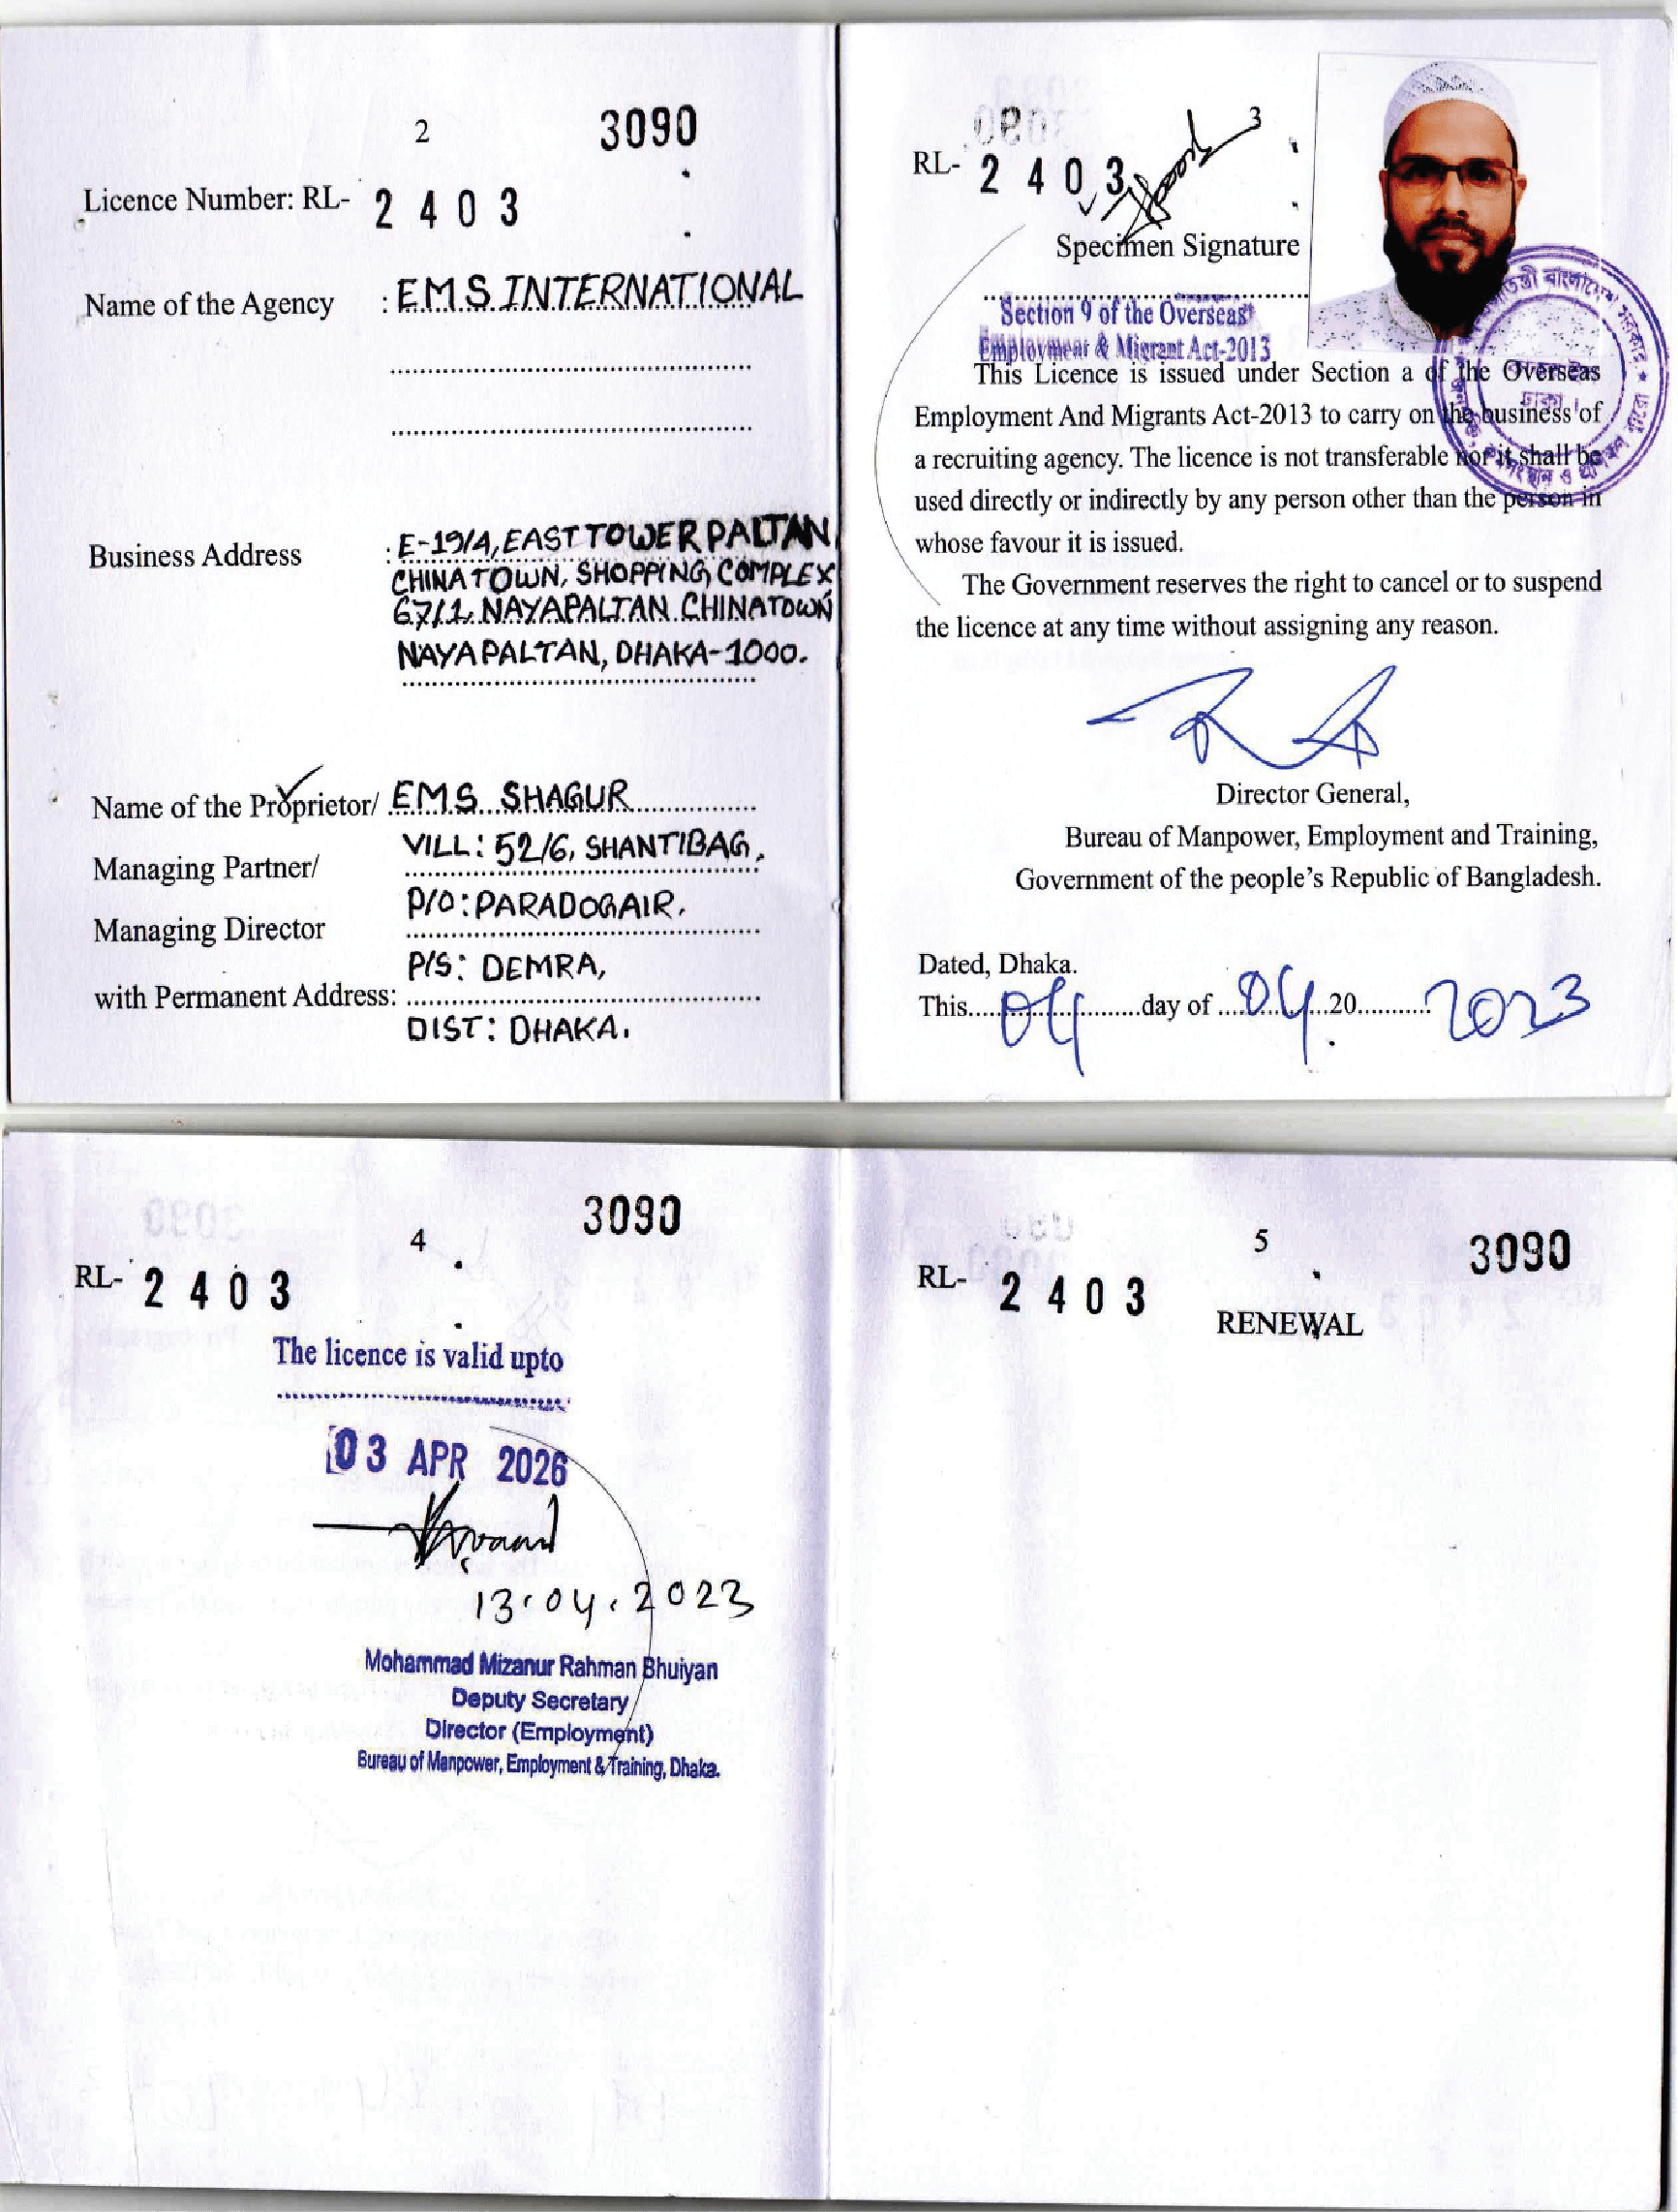 2
3090
Licence Number: RL- 2 4 0 3
Name of the Agency : E.M.S. INTERNATIONAL
Business Address : E-19/4, EAST TOWER PALTAN
CHINATOWN, SHOPPING COMPLEX
67/1, NAYAPALTAN CHINATOWN
NAYAPALTAN, DHAKA-1000.
Name of the Proprietor/ E.M.S. SHAGUR
Managing Partner/ VILL: 52/6, SHANTIBAG,
P/O: PARADOGAIR.
Managing Director
P/S: DEMRA,
with Permanent Address:
DIST: DHAKA.
3
RL- 2 4 0 3
Specimen Signature
Section 9 of the Overseas
Employment & Migrant Act-2013
This Licence is issued under Section a of the Overseas
Employment And Migrants Act-2013 to carry on the business of
a recruiting agency. The licence is not transferable nor it shall be
used directly or indirectly by any person other than the person in
whose favour it is issued.
The Government reserves the right to cancel or to suspend
the licence at any time without assigning any reason.
Director General,
Bureau of Manpower, Employment and Training,
Government of the people's Republic of Bangladesh.
Dated, Dhaka.
This....04....day of ....04....20.......... 2023
4
3090
RL- 2 4 0 3
The licence is valid upto
03 APR 2026
13.04.2023
Mohammad Mizanur Rahman Bhuiyan
Deputy Secretary
Director (Employment)
Bureau of Manpower, Employment & Training, Dhaka.
5
3090
RL- 2 4 0 3
RENEWAL